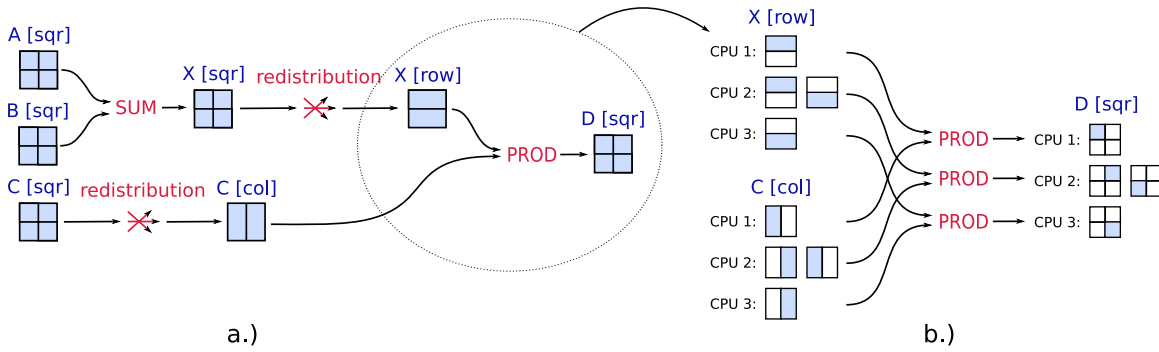 A [sqr]
B [sqr]
SUM
X [sqr]
redistribution
X [row]
C [sqr]
redistribution
C [col]
PROD
D [sqr]
a.)
X [row]
CPU 1:
CPU 2:
CPU 3:
C [col]
CPU 1:
CPU 2:
CPU 3:
PROD
PROD
PROD
D [sqr]
CPU 1:
CPU 2:
CPU 3:
b.)